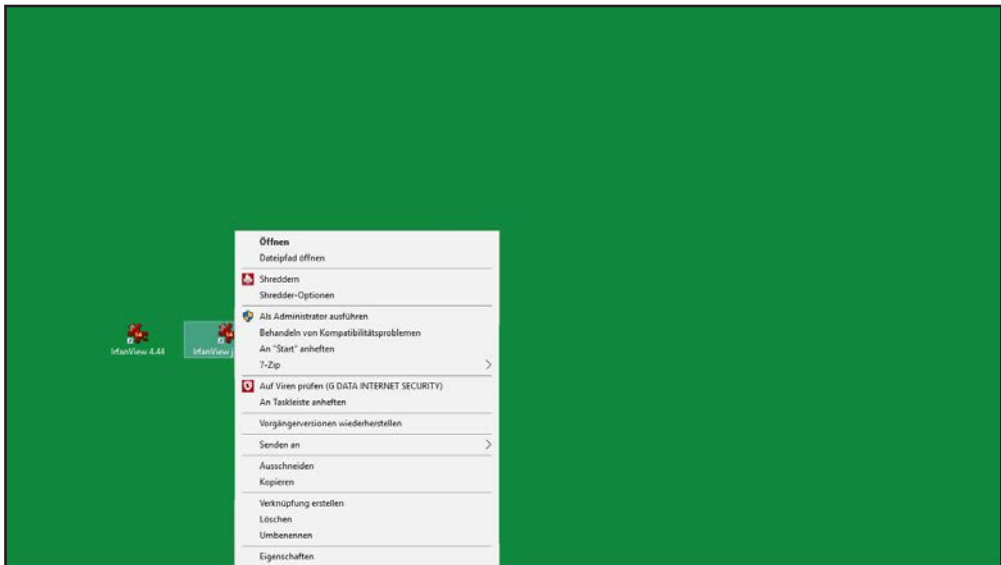 Öffnen
Dateipfad öffnen
Shreddern
Shredder-Optionen
Als Administrator ausführen
Behandeln von Kompatibilitätsproblemen
An "Start" anheften
7-Zip
Auf Viren prüfen (G DATA INTERNET SECURITY)
An Taskleiste anheften
Vorgängerversionen wiederherstellen
Senden an
Ausschneiden
Kopieren
Verknüpfung erstellen
Löschen
Umbenennen
Eigenschaften
IrfanView 4.44
IrfanView